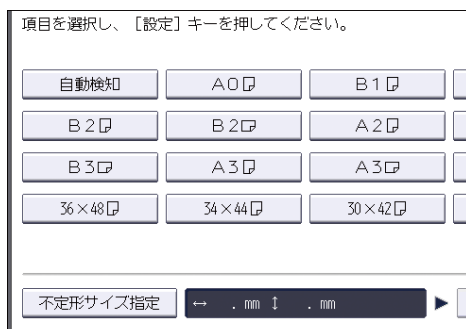 項目を選択し、［設定］キーを押してください。
自動検知 A0 B1
B2 B2 A2
B3 A3 A3
36×48 34×44 30×42
不定形サイズ指定 ↔ . mm ↕ . mm